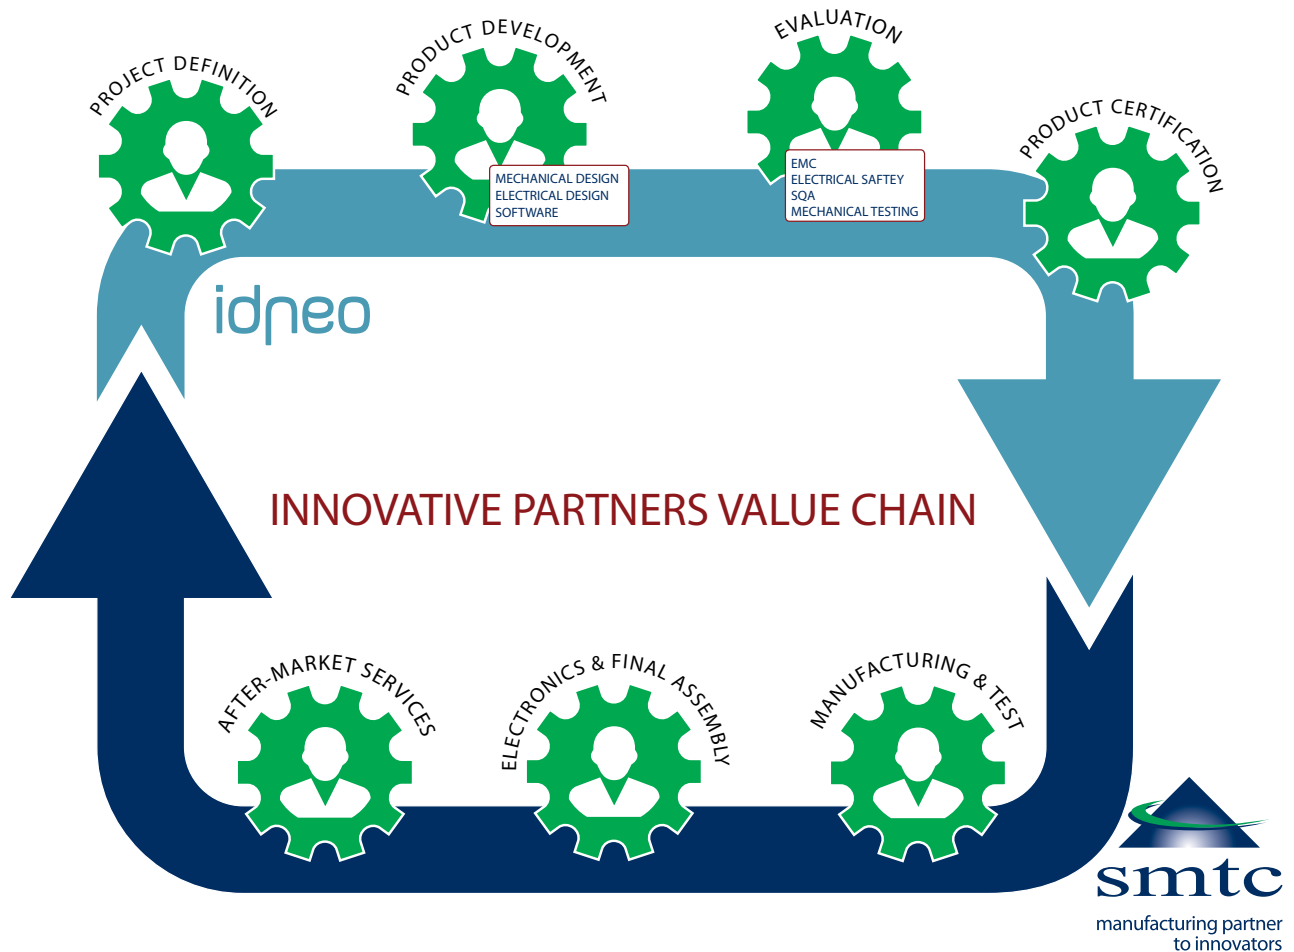 PROJECT DEFINITION
PRODUCT DEVELOPMENT
MECHANICAL DESIGN
ELECTRICAL DESIGN
SOFTWARE
EVALUATION
EMC
ELECTRICAL SAFTEY
SQA
MECHANICAL TESTING
PRODUCT CERTIFICATION
idneo
INNOVATIVE PARTNERS VALUE CHAIN
AFTER-MARKET SERVICES
ELECTRONICS & FINAL ASSEMBLY
MANUFACTURING & TEST
smtc
manufacturing partner
to innovators